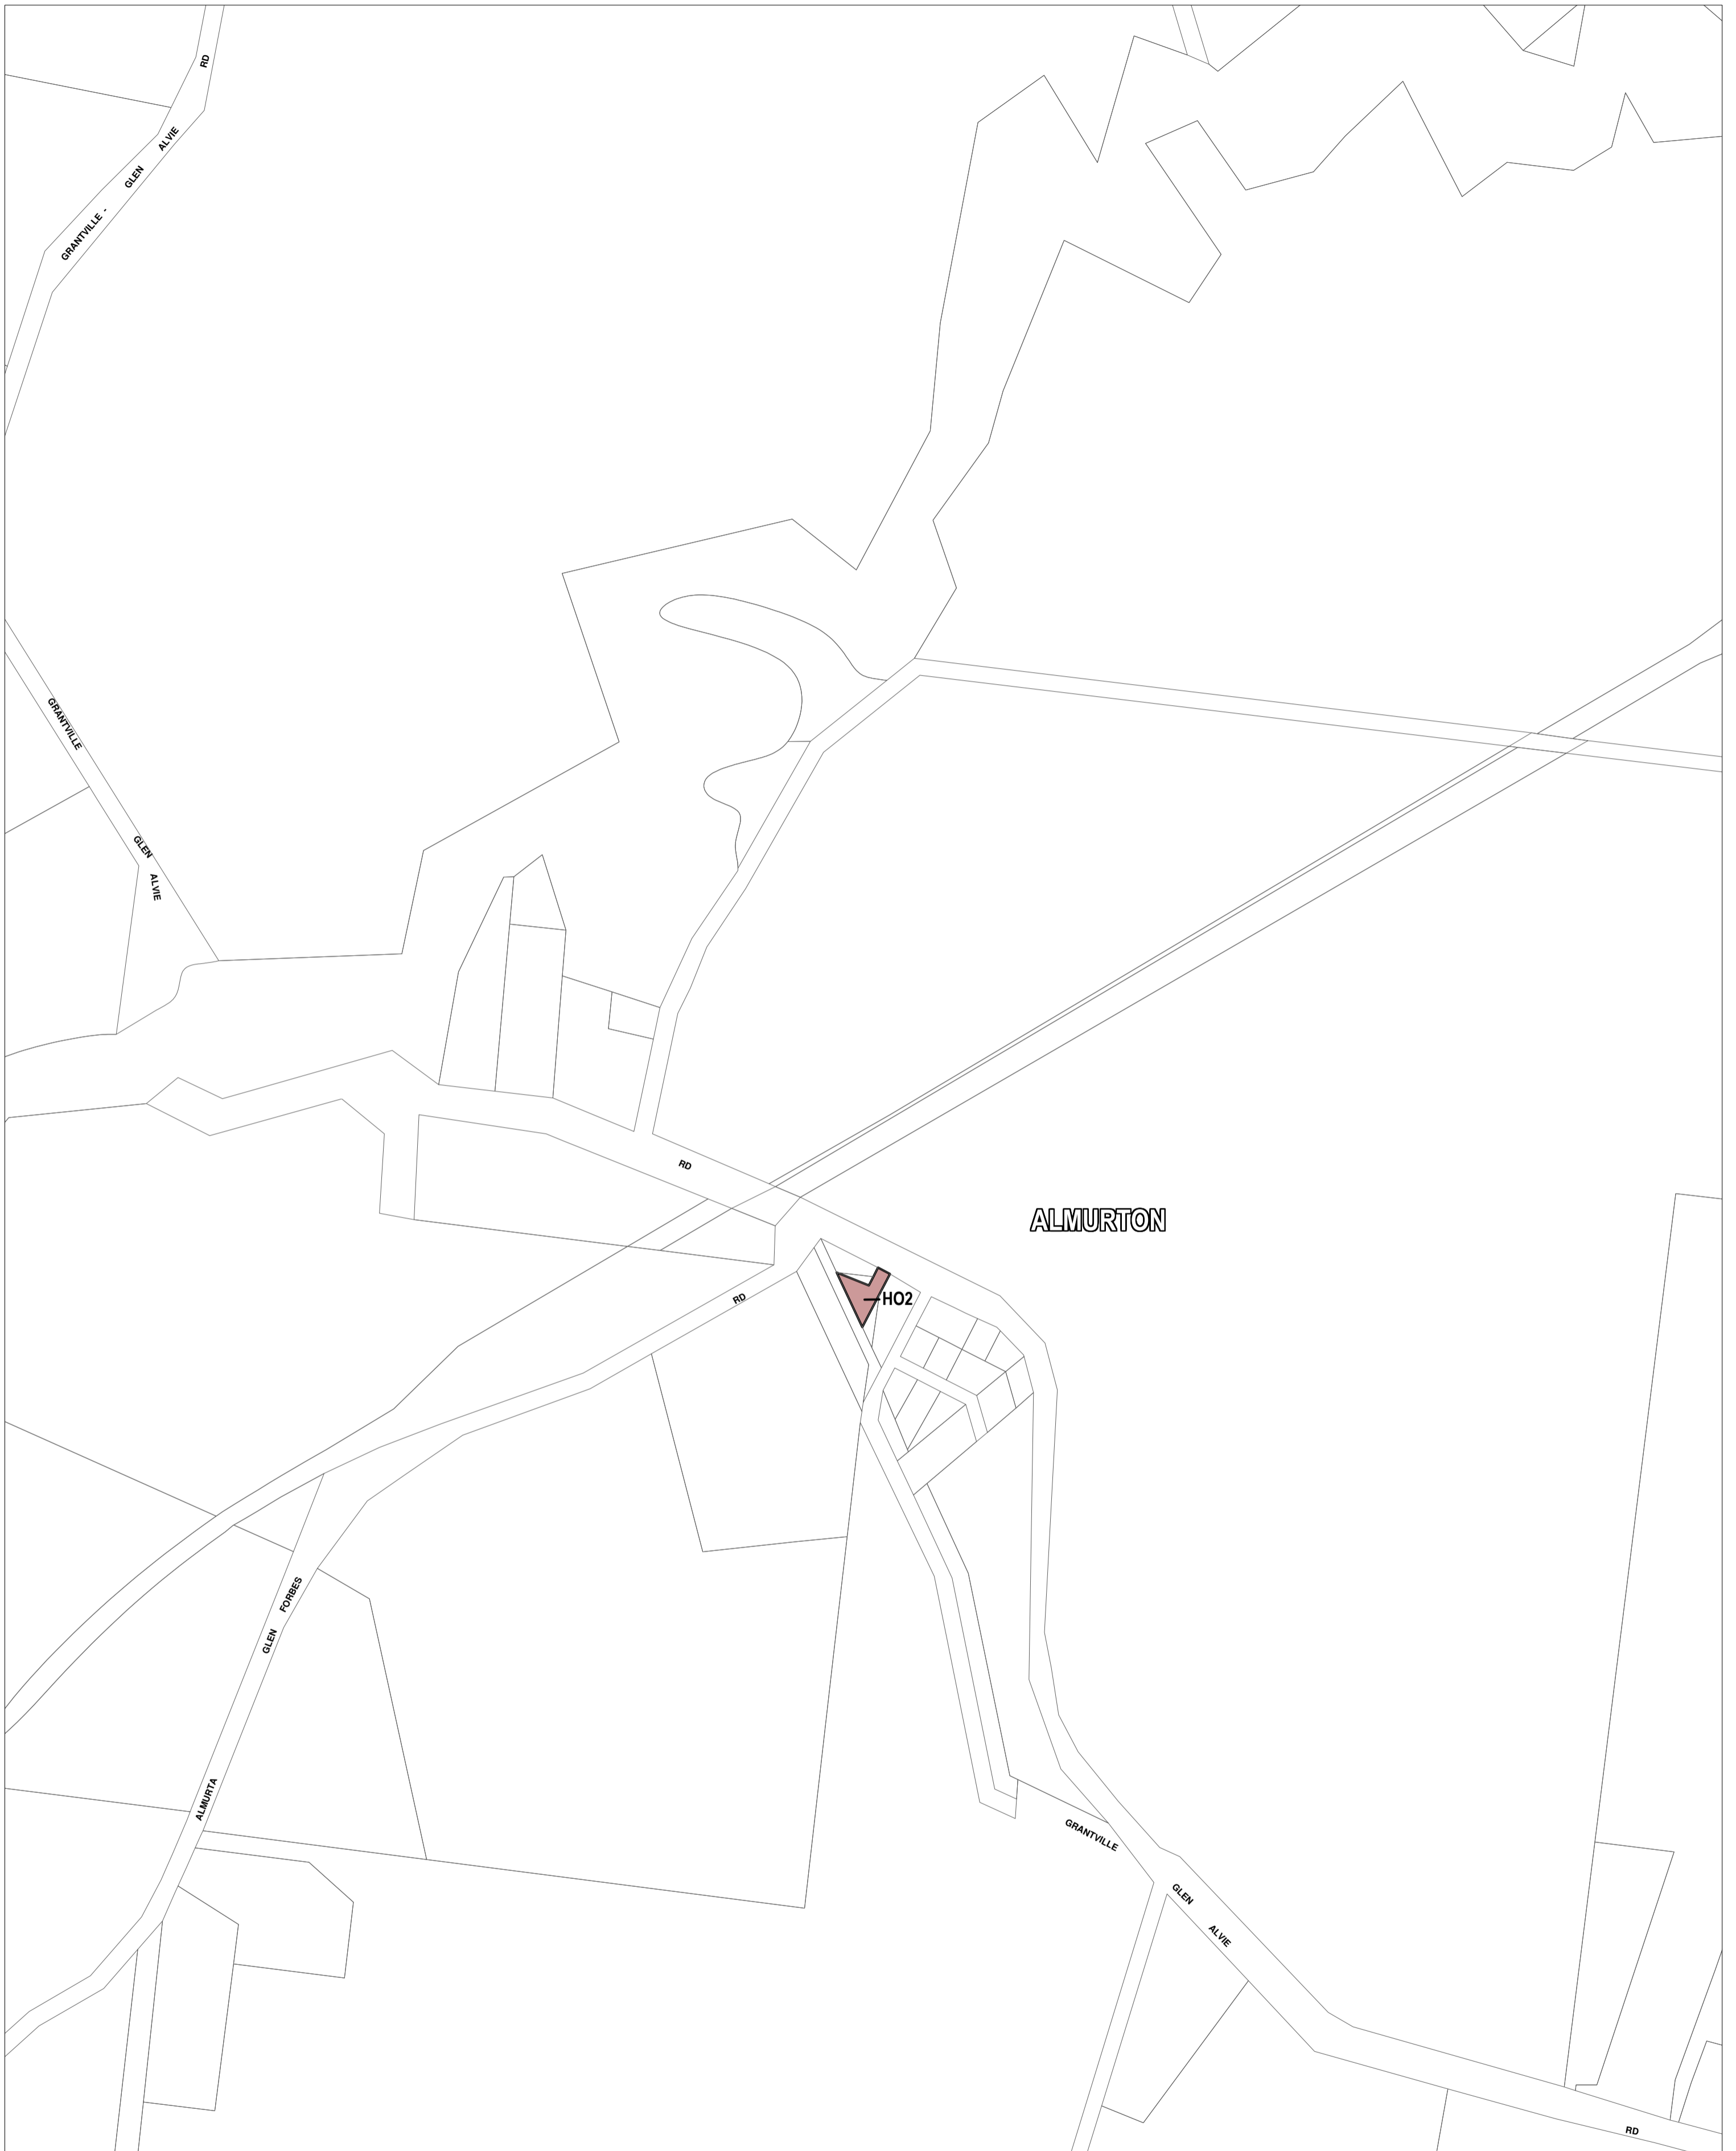 RD
ALVIE
GLEN
GRANTVILLE -
GRANTVILLE
GLEN
ALVIE
RD
ALMURTON
RD
HO2
FORBES
GLEN
ALMURTA
GRANTVILLE
GLEN
ALVIE
RD